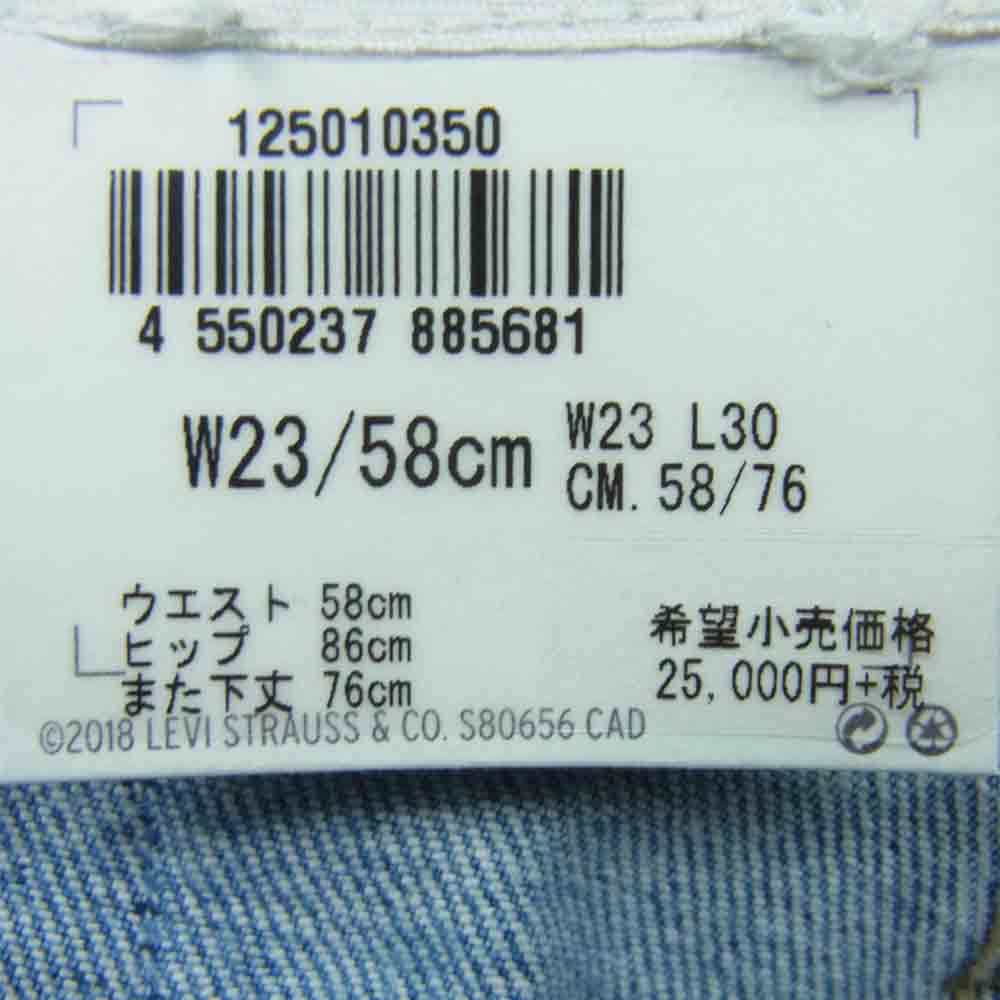 125010350
4 550237 885681
W23/58cm
W23 L30
CM. 58/76
ウエスト 58cm
ヒップ 86cm
また下丈 76cm
希望小売価格
25,000円+税
©2018 LEVI STRAUSS & CO. S80656 CAD